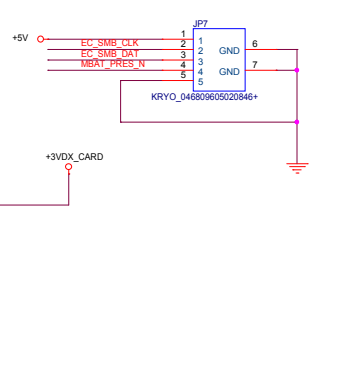 JP7
+5V
1
1
EC_SMB_CLK
2
2
GND
6
EC_SMB_DAT
3
3
MBAT_PRES_N
4
4
GND
7
5
5
KRYO_046809605020846+
+3VDX_CARD